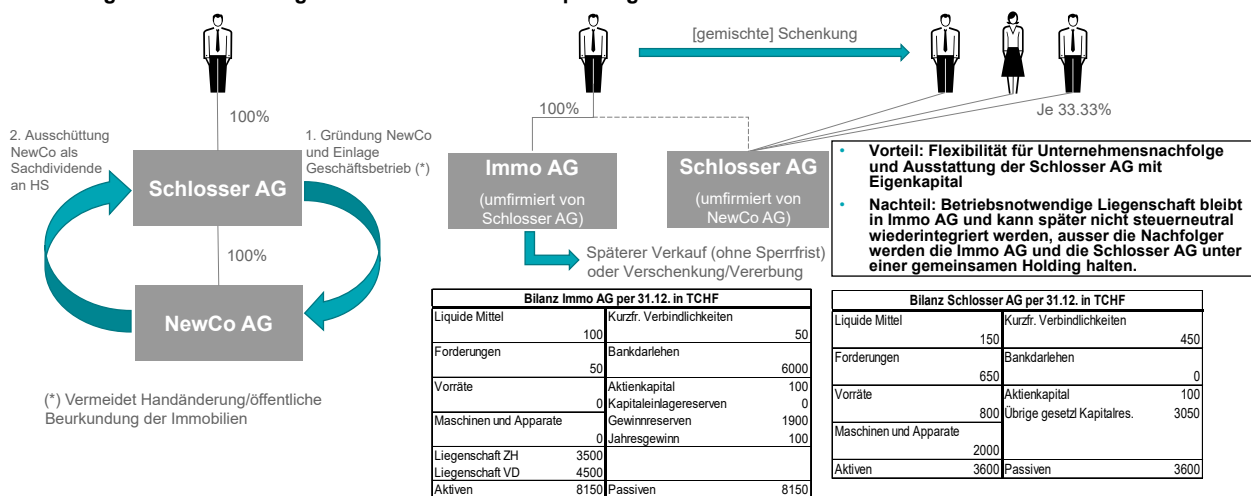 [gemischte] Schenkung
100%
2. Ausschüttung
NewCo als
Sachdividende
an HS
1. Gründung NewCo
und Einlage
Geschäftsbetrieb (*)
Schlosser AG
100%
NewCo AG
(*) Vermeidet Handänderung/öffentliche
Beurkundung der Immobilien
100%
Je 33.33%
Immo AG
(umfirmiert von
Schlosser AG)
Schlosser AG
(umfirmiert von
NewCo AG)
Späterer Verkauf (ohne Sperrfrist)
oder Verschenkung/Vererbung
• Vorteil: Flexibilität für Unternehmensnachfolge
und Ausstattung der Schlosser AG mit
Eigenkapital
• Nachteil: Betriebsnotwendige Liegenschaft bleibt
in Immo AG und kann später nicht steuerneutral
wiederintegriert werden, ausser die Nachfolger
werden die Immo AG und die Schlosser AG unter
einer gemeinsamen Holding halten.
Bilanz Immo AG per 31.12. in TCHF
Liquide Mittel Kurzfr. Verbindlichkeiten
100 50
Forderungen Bankdarlehen
50 6000
Vorräte Aktienkapital 100
0 Kapitaleinlagereserven 0
Maschinen und Apparate Gewinnreserven 1900
0 Jahresgewinn 100
Liegenschaft ZH 3500
Liegenschaft VD 4500
Aktiven 8150 Passiven 8150
Bilanz Schlosser AG per 31.12. in TCHF
Liquide Mittel Kurzfr. Verbindlichkeiten
150 450
Forderungen Bankdarlehen
650 0
Vorräte Aktienkapital 100
800 Übrige gesetzl Kapitalres. 3050
Maschinen und Apparate
2000
Aktiven 3600 Passiven 3600